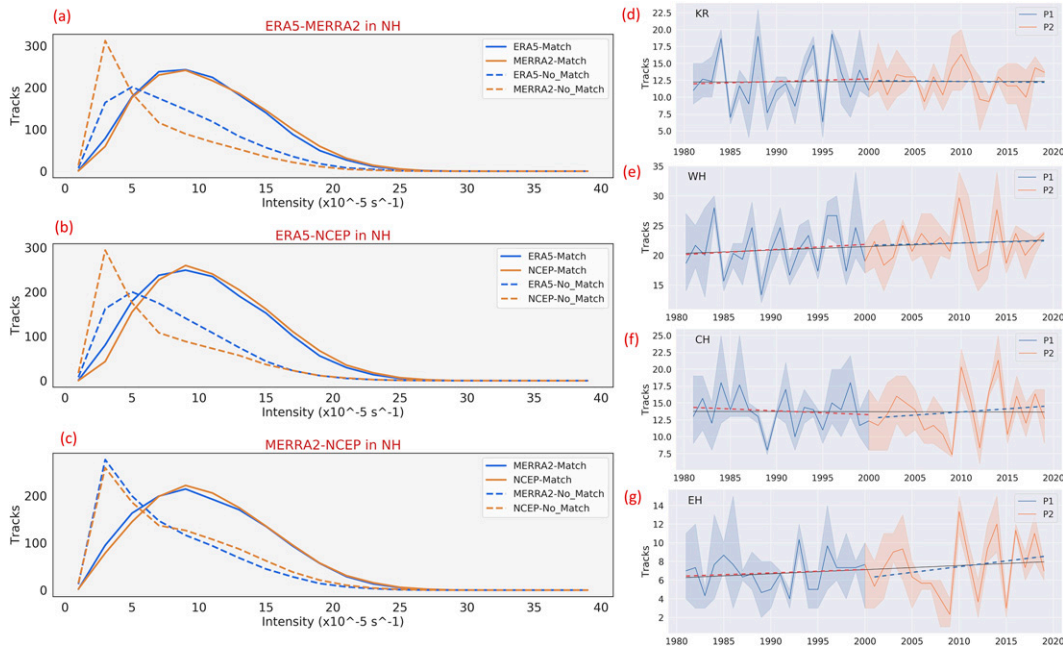 (a)
ERA5-MERRA2 in NH
Tracks
300
200
100
0
ERA5-Match
MERRA2-Match
ERA5-No_Match
MERRA2-No_Match
0 5 10 15 20 25 30 35 40
Intensity (x10^-5 s^-1)
(b)
ERA5-NCEP in NH
Tracks
300
200
100
0
ERA5-Match
NCEP-Match
ERA5-No_Match
NCEP-No_Match
0 5 10 15 20 25 30 35 40
Intensity (x10^-5 s^-1)
(c)
MERRA2-NCEP in NH
Tracks
200
100
0
MERRA2-Match
NCEP-Match
MERRA2-No_Match
NCEP-No_Match
0 5 10 15 20 25 30 35 40
Intensity (x10^-5 s^-1)
(d)
KR
Tracks
22.5
20.0
17.5
15.0
12.5
10.0
7.5
5.0
P1
P2
1980 1985 1990 1995 2000 2005 2010 2015 2020
(e)
WH
Tracks
35
30
25
20
15
P1
P2
1980 1985 1990 1995 2000 2005 2010 2015 2020
(f)
CH
Tracks
25.0
22.5
20.0
17.5
15.0
12.5
10.0
7.5
P1
P2
1980 1985 1990 1995 2000 2005 2010 2015 2020
(g)
EH
Tracks
14
12
10
8
6
4
2
P1
P2
1980 1985 1990 1995 2000 2005 2010 2015 2020